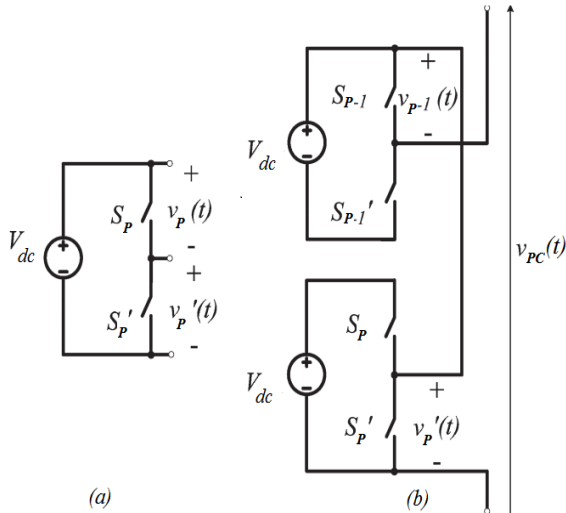 S_P
v_P(t)
+
-
V_dc
+
-
S_P'
v_P'(t)
+
-
(a)
S_P-1
v_P-1(t)
+
-
V_dc
+
-
S_P-1'
v_PC(t)
S_P
V_dc
+
-
S_P'
v_P'(t)
+
-
(b)